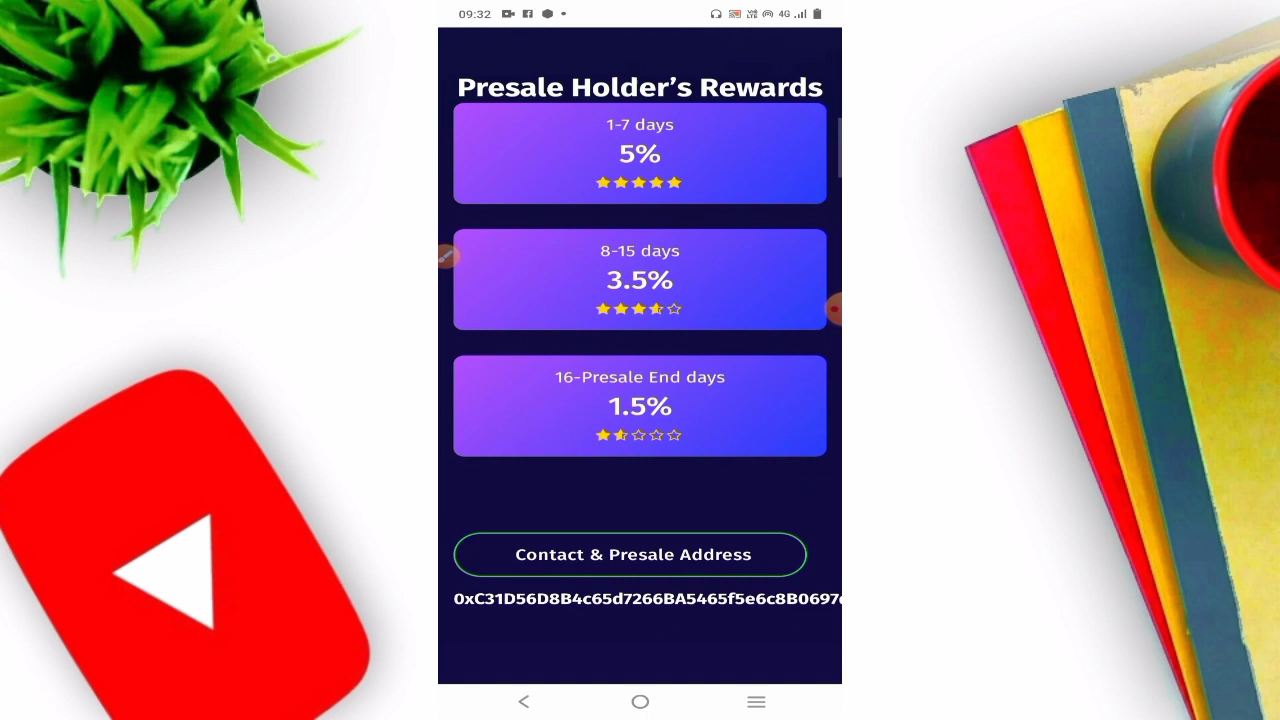 09:32 4G
Presale Holder’s Rewards
1-7 days
5%
8-15 days
3.5%
16-Presale End days
1.5%
Contact & Presale Address
0xC31D56D8B4c65d7266BA5465f5e6c8B0697